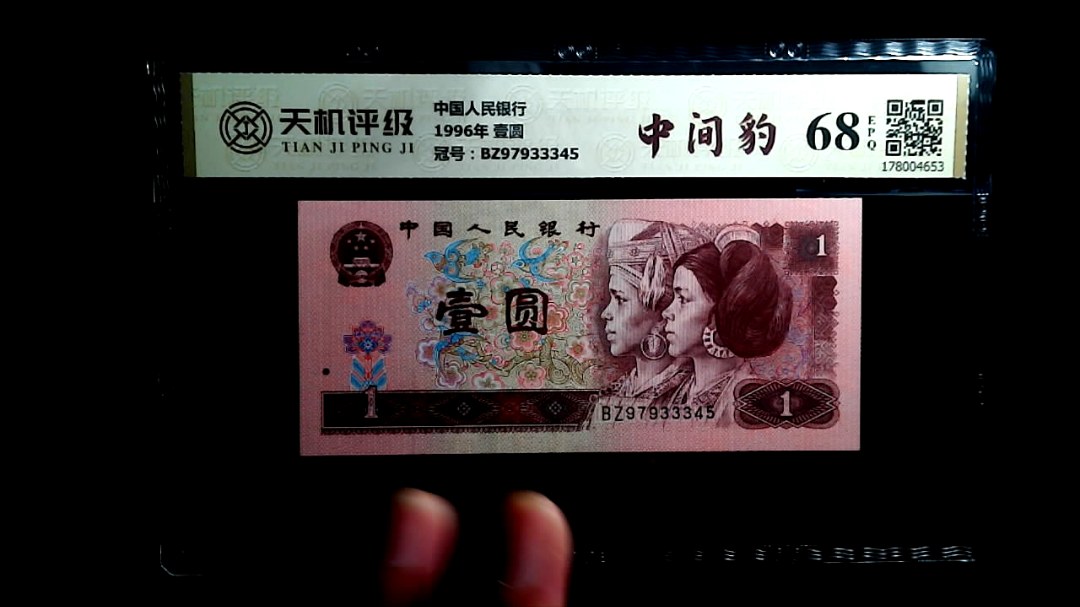 天机评级
TIAN JI PING JI
中国人民银行
1996年 壹圆
冠号：BZ97933345
中间豹
68
EPQ
178004653
中国人民银行
1
壹圆
1
BZ97933345
1